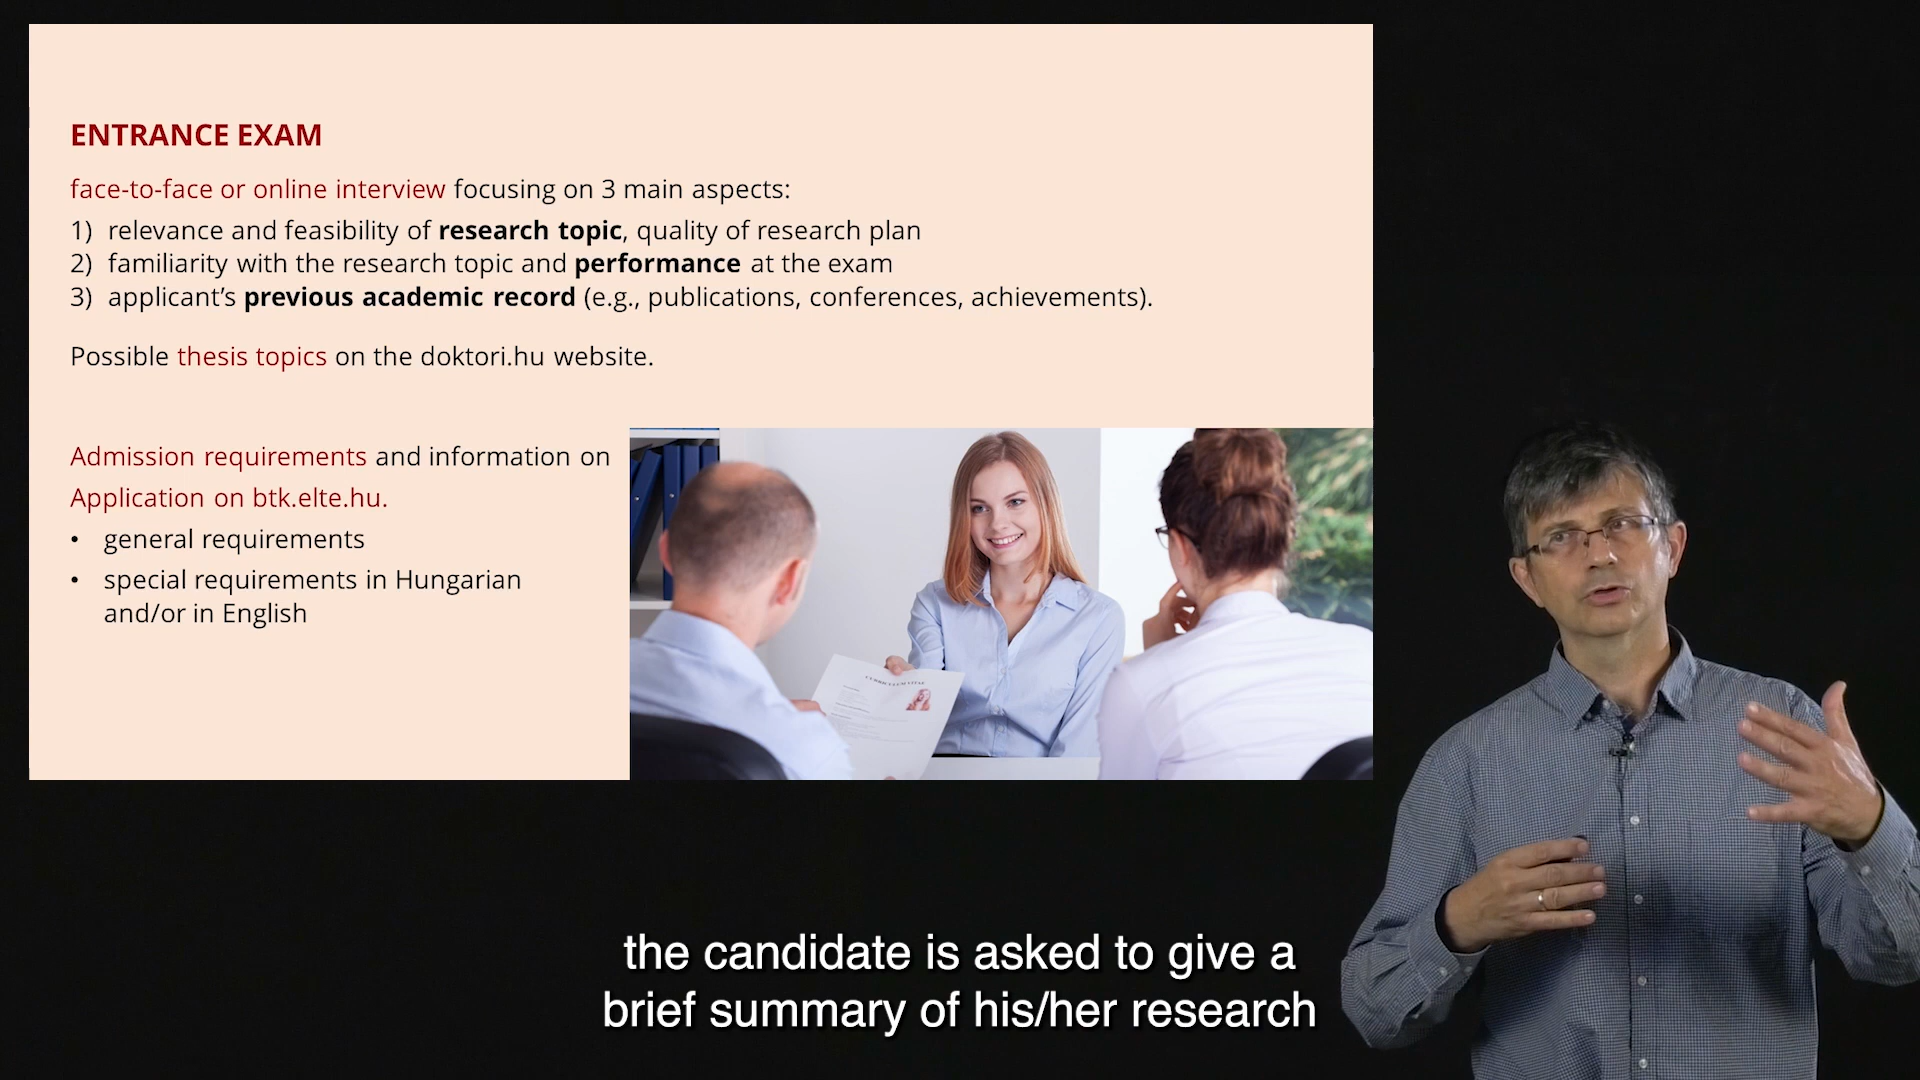 ENTRANCE EXAM
face-to-face or online interview focusing on 3 main aspects:
1) relevance and feasibility of research topic, quality of research plan
2) familiarity with the research topic and performance at the exam
3) applicant’s previous academic record (e.g., publications, conferences, achievements).
Possible thesis topics on the doktori.hu website.
Admission requirements and information on
Application on btk.elte.hu.
• general requirements
• special requirements in Hungarian
and/or in English
CURRICULUM VITAE
the candidate is asked to give a
brief summary of his/her research